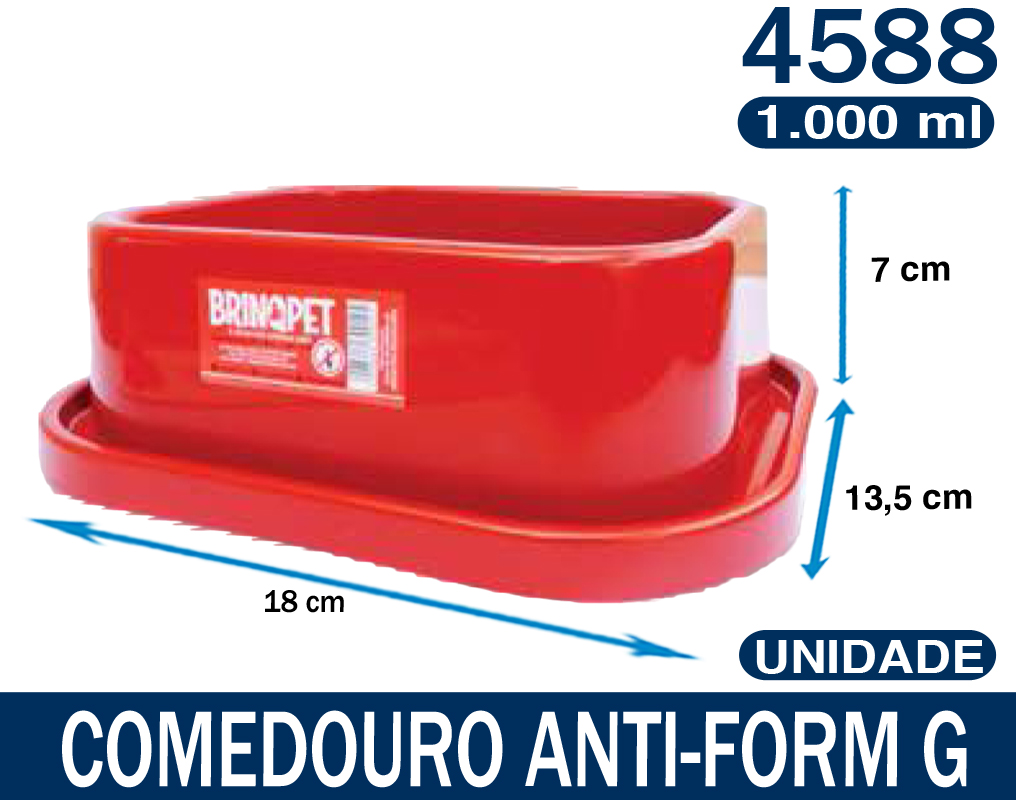 4588
1.000 ml
7 cm
BRINQPET
13,5 cm
18 cm
UNIDADE
COMEDOURO ANTI-FORM G